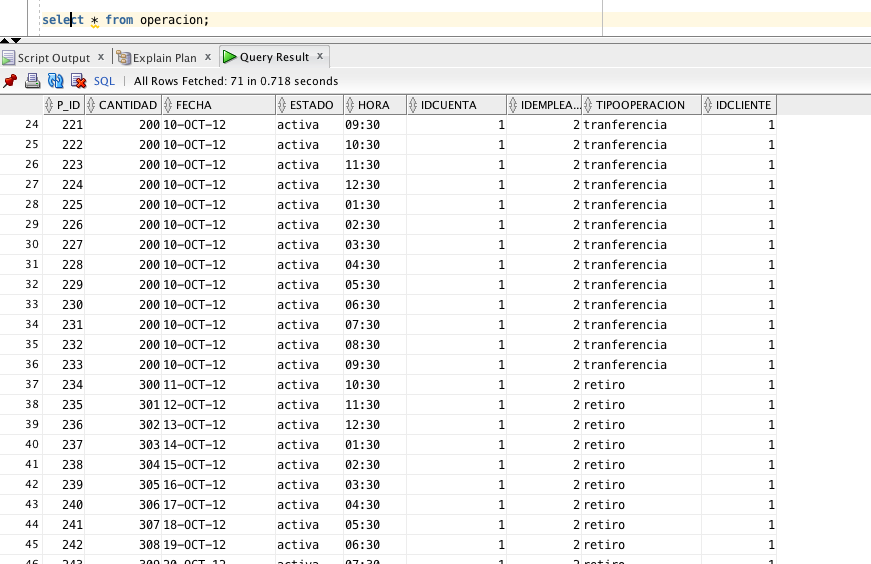 select * from operacion;
Script Output x Explain Plan x Query Result x
SQL | All Rows Fetched: 71 in 0.718 seconds
P_ID CANTIDAD FECHA ESTADO HORA IDCUENTA IDEMPLEA... TIPOOPERACION IDCLIENTE
24 221 200 10-OCT-12 activa 09:30 1 2 tranferencia 1
25 222 200 10-OCT-12 activa 10:30 1 2 tranferencia 1
26 223 200 10-OCT-12 activa 11:30 1 2 tranferencia 1
27 224 200 10-OCT-12 activa 12:30 1 2 tranferencia 1
28 225 200 10-OCT-12 activa 01:30 1 2 tranferencia 1
29 226 200 10-OCT-12 activa 02:30 1 2 tranferencia 1
30 227 200 10-OCT-12 activa 03:30 1 2 tranferencia 1
31 228 200 10-OCT-12 activa 04:30 1 2 tranferencia 1
32 229 200 10-OCT-12 activa 05:30 1 2 tranferencia 1
33 230 200 10-OCT-12 activa 06:30 1 2 tranferencia 1
34 231 200 10-OCT-12 activa 07:30 1 2 tranferencia 1
35 232 200 10-OCT-12 activa 08:30 1 2 tranferencia 1
36 233 200 10-OCT-12 activa 09:30 1 2 tranferencia 1
37 234 300 11-OCT-12 activa 10:30 1 2 retiro 1
38 235 301 12-OCT-12 activa 11:30 1 2 retiro 1
39 236 302 13-OCT-12 activa 12:30 1 2 retiro 1
40 237 303 14-OCT-12 activa 01:30 1 2 retiro 1
41 238 304 15-OCT-12 activa 02:30 1 2 retiro 1
42 239 305 16-OCT-12 activa 03:30 1 2 retiro 1
43 240 306 17-OCT-12 activa 04:30 1 2 retiro 1
44 241 307 18-OCT-12 activa 05:30 1 2 retiro 1
45 242 308 19-OCT-12 activa 06:30 1 2 retiro 1